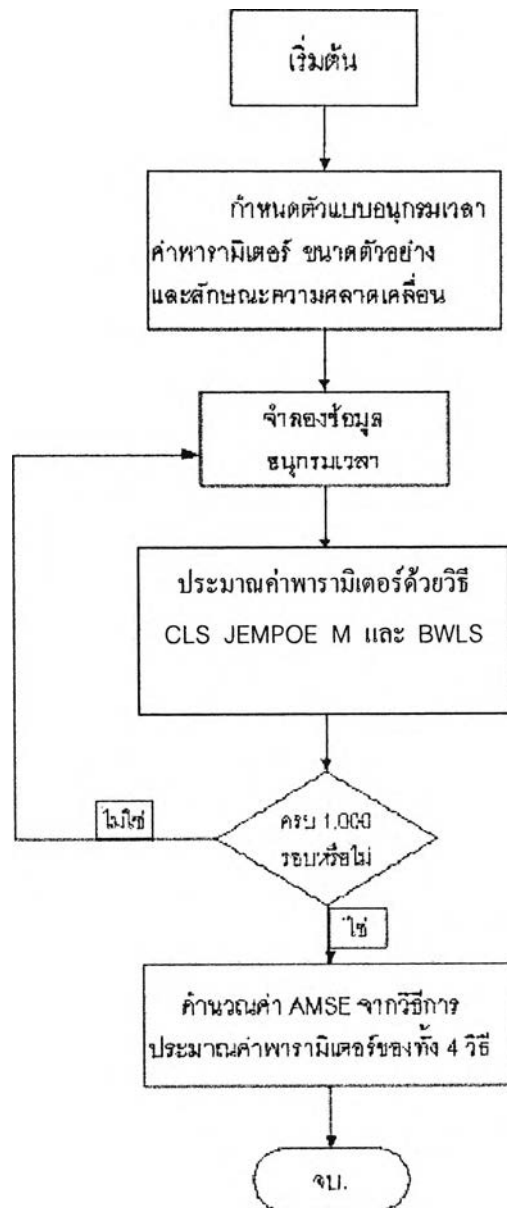 เริ่มต้น
กำหนดตัวแบบอนุกรมเวลา
ค่าพารามิเตอร์ ขนาดตัวอย่าง
และลักษณะความคลาดเคลื่อน
จำลองข้อมูล
อนุกรมเวลา
ประมาณค่าพารามิเตอร์ด้วยวิธี
CLS JEMPOE M และ BWLS
ไม่ใช่
ครบ 1,000
รอบหรือไม่
ใช่
คำนวณค่า AMSE จากวิธีการ
ประมาณค่าพารามิเตอร์ของทั้ง 4 วิธี
จบ.